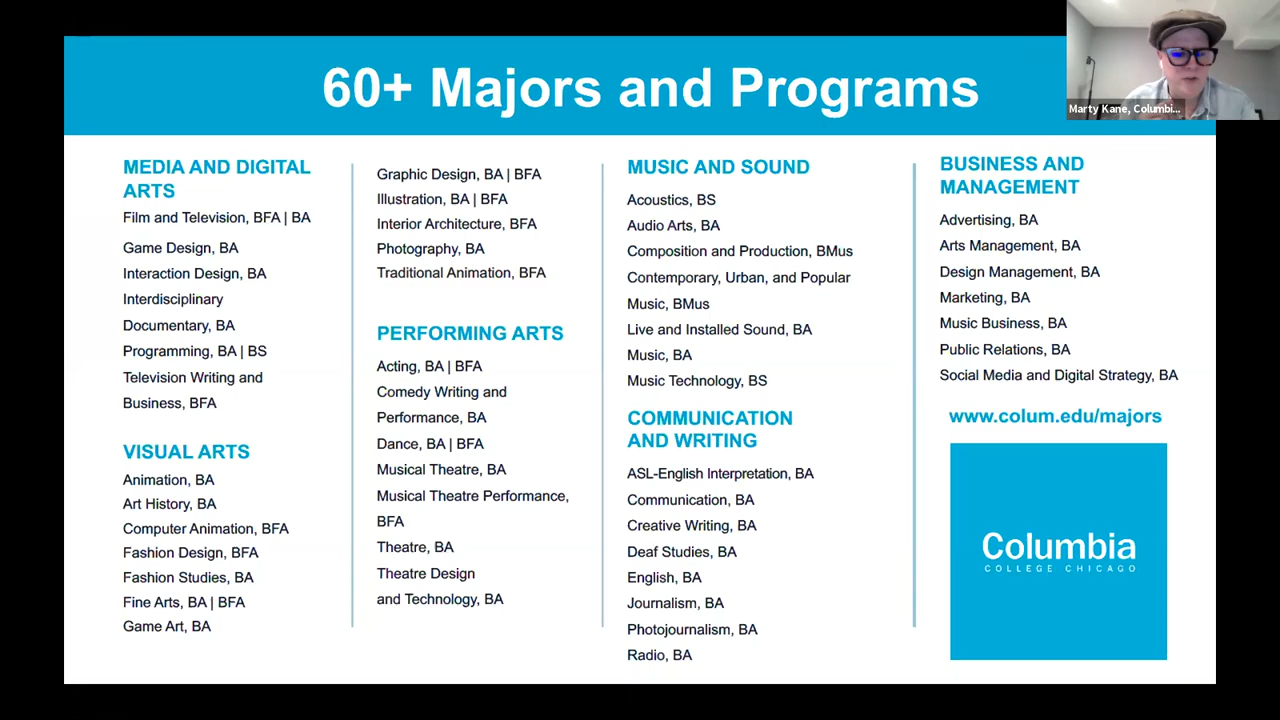 60+ Majors and Programs
Marty Kane, Columbi...
MEDIA AND DIGITAL
ARTS
Film and Television, BFA | BA
Game Design, BA
Interaction Design, BA
Interdisciplinary
Documentary, BA
Programming, BA | BS
Television Writing and
Business, BFA
VISUAL ARTS
Animation, BA
Art History, BA
Computer Animation, BFA
Fashion Design, BFA
Fashion Studies, BA
Fine Arts, BA | BFA
Game Art, BA
Graphic Design, BA | BFA
Illustration, BA | BFA
Interior Architecture, BFA
Photography, BA
Traditional Animation, BFA
PERFORMING ARTS
Acting, BA | BFA
Comedy Writing and
Performance, BA
Dance, BA | BFA
Musical Theatre, BA
Musical Theatre Performance,
BFA
Theatre, BA
Theatre Design
and Technology, BA
MUSIC AND SOUND
Acoustics, BS
Audio Arts, BA
Composition and Production, BMus
Contemporary, Urban, and Popular
Music, BMus
Live and Installed Sound, BA
Music, BA
Music Technology, BS
COMMUNICATION
AND WRITING
ASL-English Interpretation, BA
Communication, BA
Creative Writing, BA
Deaf Studies, BA
English, BA
Journalism, BA
Photojournalism, BA
Radio, BA
BUSINESS AND
MANAGEMENT
Advertising, BA
Arts Management, BA
Design Management, BA
Marketing, BA
Music Business, BA
Public Relations, BA
Social Media and Digital Strategy, BA
www.colum.edu/majors
Columbia
COLLEGE CHICAGO